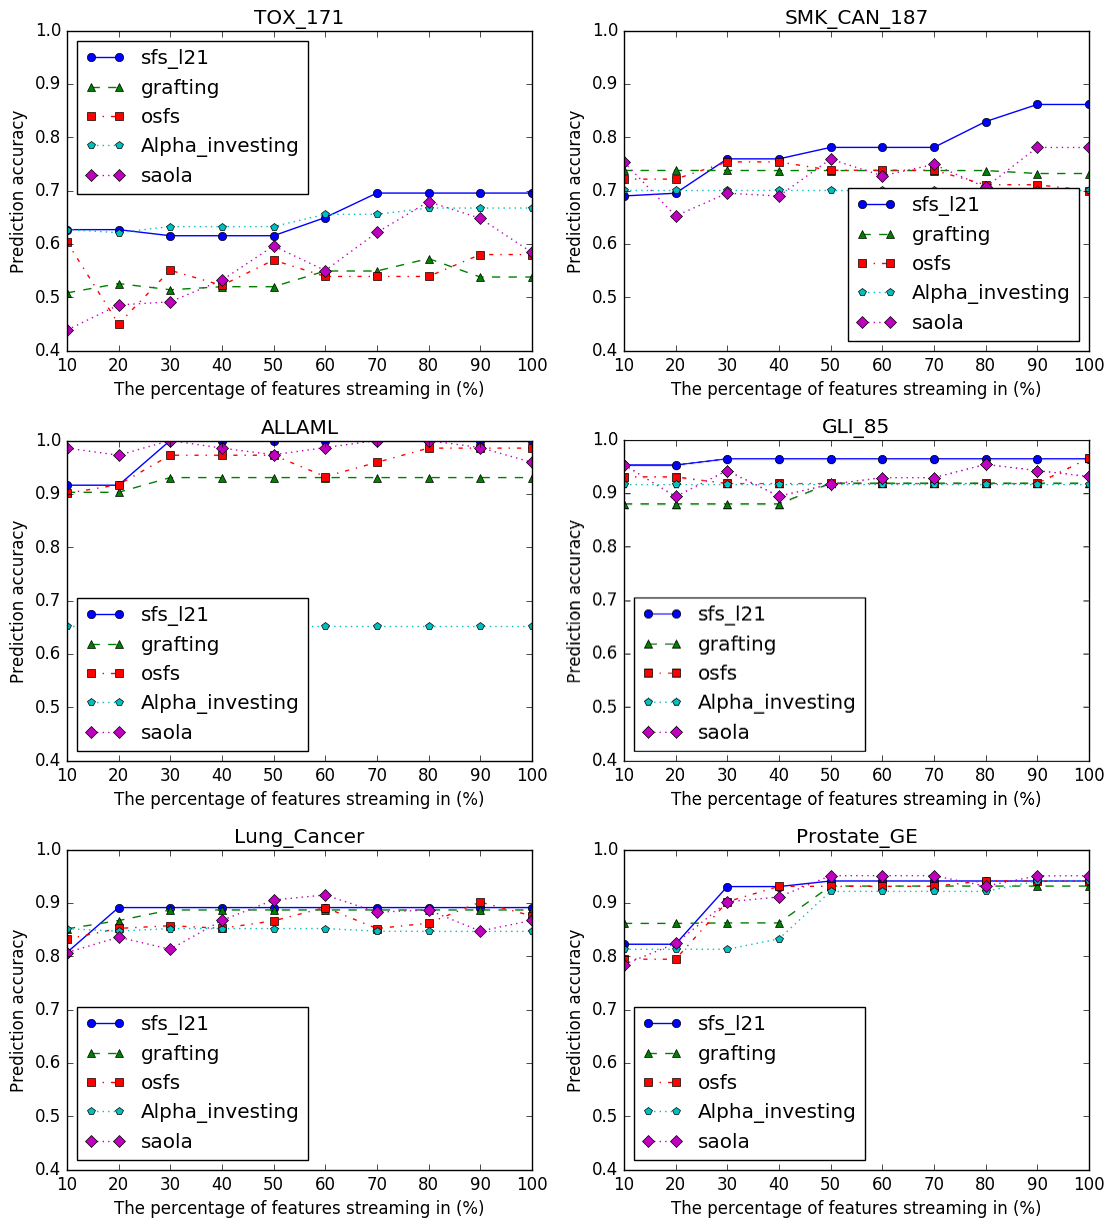 TOX_171
1.0
0.9
0.8
0.7
0.6
0.5
0.4
Prediction accuracy
sfs_l21
grafting
osfs
Alpha_investing
saola
10 20 30 40 50 60 70 80 90 100
The percentage of features streaming in (%)
SMK_CAN_187
1.0
0.9
0.8
0.7
0.6
0.5
0.4
Prediction accuracy
sfs_l21
grafting
osfs
Alpha_investing
saola
10 20 30 40 50 60 70 80 90 100
The percentage of features streaming in (%)
ALLAML
1.0
0.9
0.8
0.7
0.6
0.5
0.4
Prediction accuracy
sfs_l21
grafting
osfs
Alpha_investing
saola
10 20 30 40 50 60 70 80 90 100
The percentage of features streaming in (%)
GLI_85
1.0
0.9
0.8
0.7
0.6
0.5
0.4
Prediction accuracy
sfs_l21
grafting
osfs
Alpha_investing
saola
10 20 30 40 50 60 70 80 90 100
The percentage of features streaming in (%)
Lung_Cancer
1.0
0.9
0.8
0.7
0.6
0.5
0.4
Prediction accuracy
sfs_l21
grafting
osfs
Alpha_investing
saola
10 20 30 40 50 60 70 80 90 100
The percentage of features streaming in (%)
Prostate_GE
1.0
0.9
0.8
0.7
0.6
0.5
0.4
Prediction accuracy
sfs_l21
grafting
osfs
Alpha_investing
saola
10 20 30 40 50 60 70 80 90 100
The percentage of features streaming in (%)